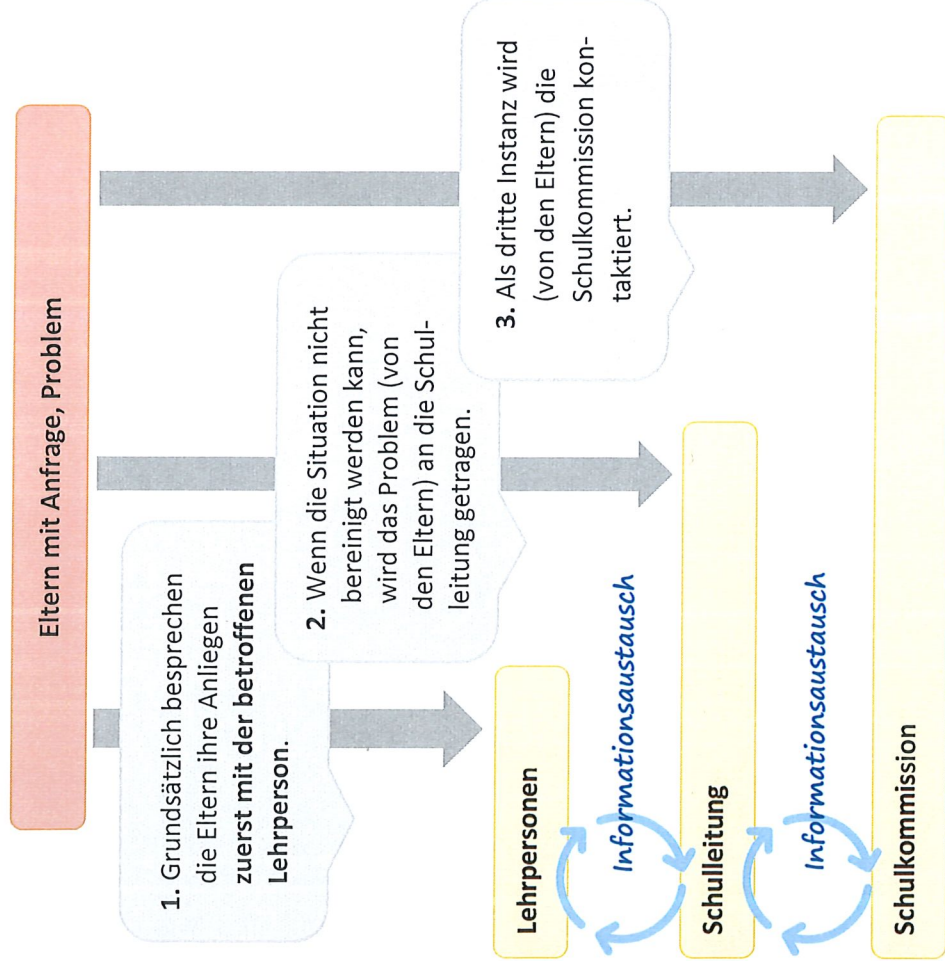 Eltern mit Anfrage, Problem
1. Grundsätzlich besprechen
die Eltern ihre Anliegen
zuerst mit der betroffenen
Lehrperson.
2. Wenn die Situation nicht
bereinigt werden kann,
wird das Problem (von
den Eltern) an die Schul-
leitung getragen.
3. Als dritte Instanz wird
(von den Eltern) die
Schulkommission kon-
taktiert.
Lehrpersonen
Informationsaustausch
Schulleitung
Informationsaustausch
Schulkommission